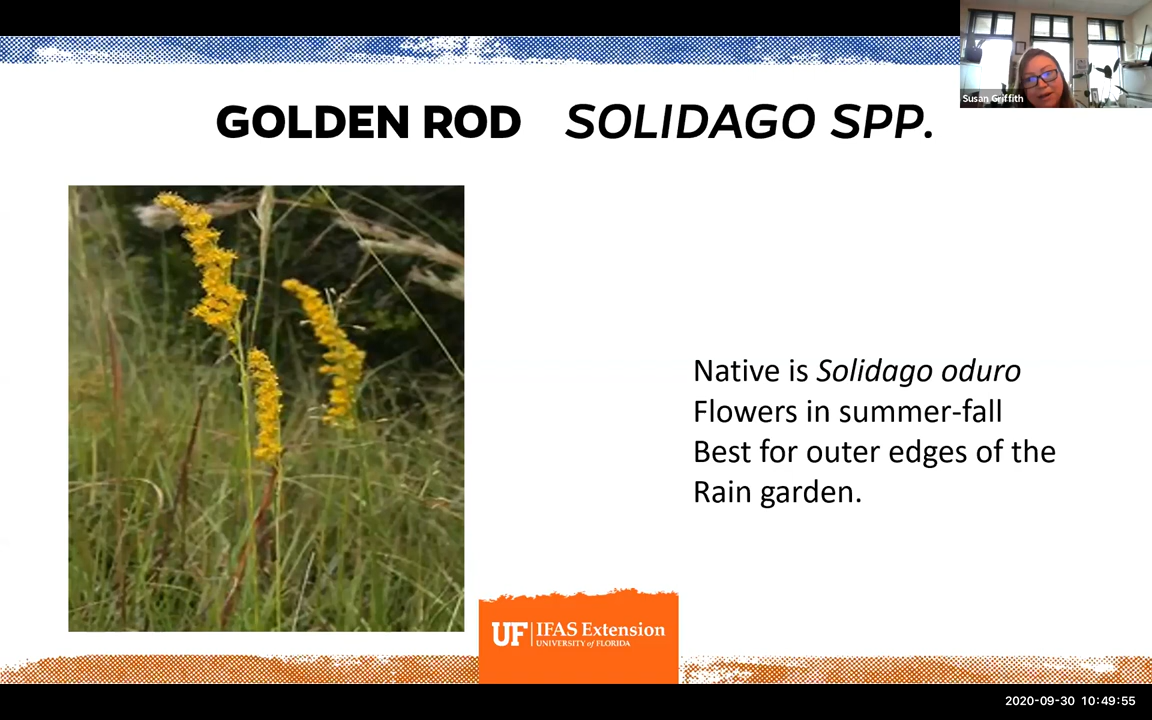 Susan Griffith
GOLDEN ROD SOLIDAGO SPP.
Native is Solidago oduro
Flowers in summer-fall
Best for outer edges of the
Rain garden.
UF IFAS Extension
UNIVERSITY of FLORIDA
2020-09-30 10:49:55